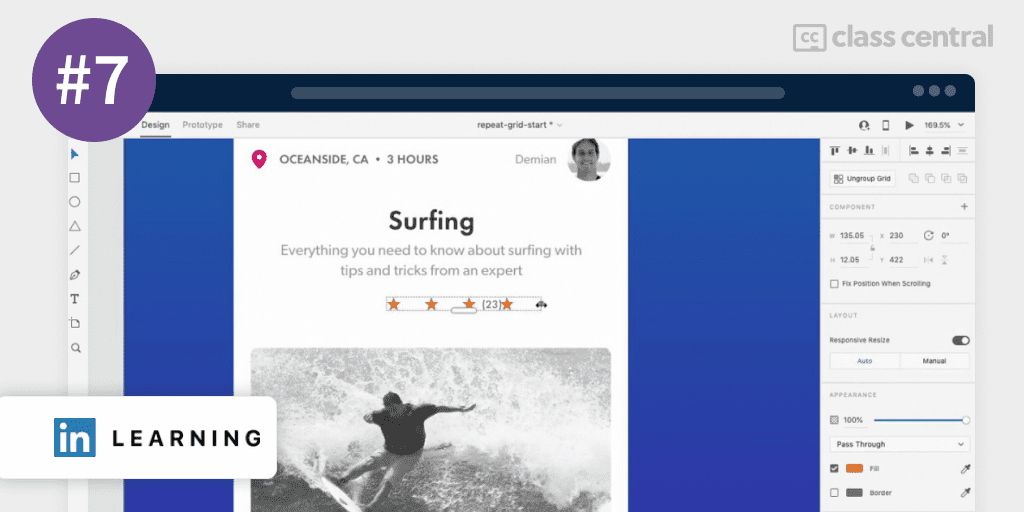 #7
cc class central
Design Prototype Share
repeat-grid-start *
169.5%
OCEANSIDE, CA • 3 HOURS
Demian
Surfing
Everything you need to know about surfing with
tips and tricks from an expert
(23)
in LEARNING
T
Ungroup Grid
COMPONENT
W 135.05 X 230 0°
H 12.05 Y 422
Fix Position When Scrolling
LAYOUT
Responsive Resize
Auto Manual
APPEARANCE
100%
Pass Through
Fill
Border